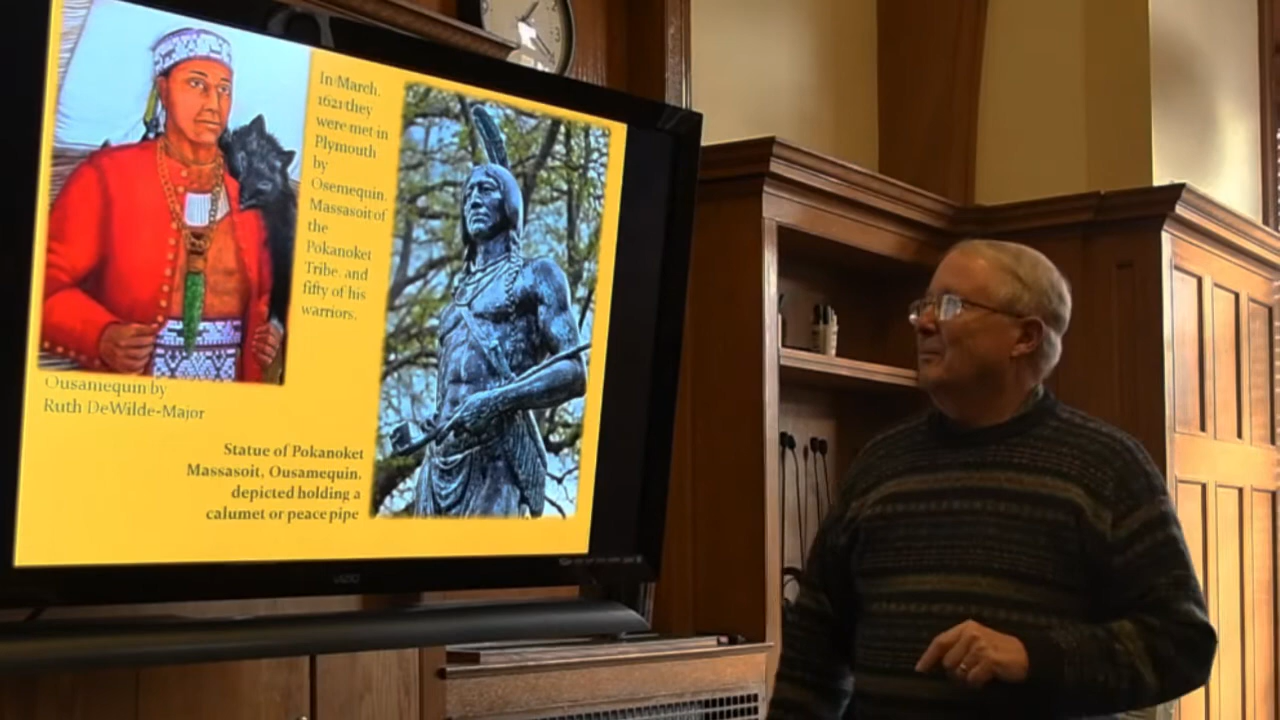 In March,
1621 they
were met in
Plymouth
by
Osemequin,
Massasoit of
the
Pokanoket
Tribe, and
fifty of his
warriors.
Ousamequin by
Ruth DeWilde-Major
Statue of Pokanoket
Massasoit, Ousamequin,
depicted holding a
calumet or peace pipe
VIZIO